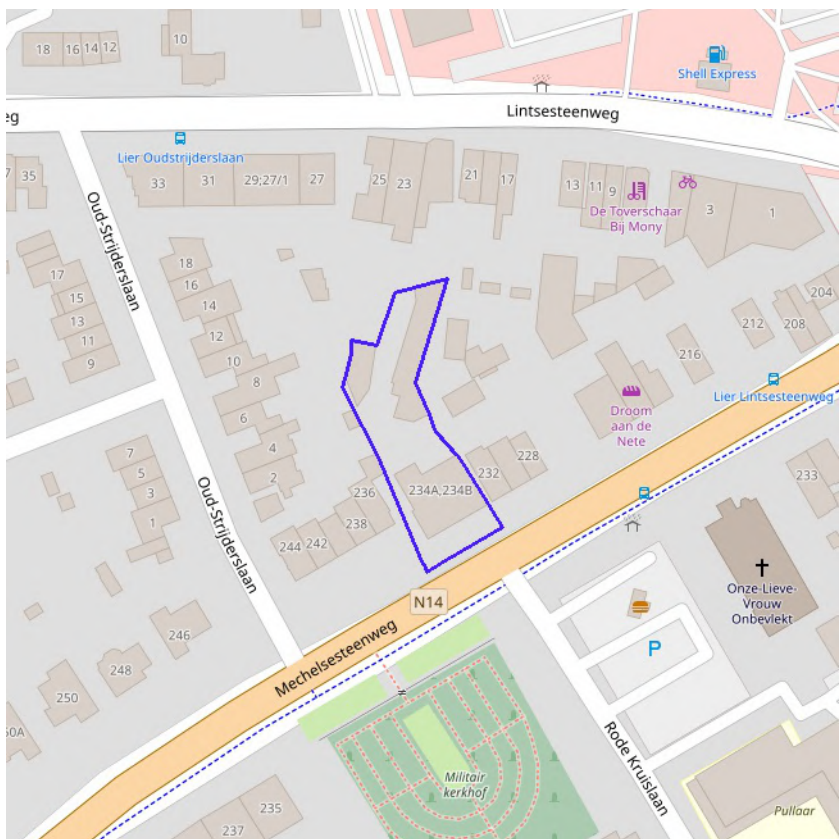 18
16
14
12
10
Shell Express
eg
Lintsesteenweg
Lier Oudstrijderslaan
35
33
31
29;27/1
27
25
23
21
17
13
11
9
De Toverschaar
Bij Mony
3
1
Oud-Strijderslaan
17
15
13
11
9
18
16
14
12
10
8
6
4
2
204
208
212
216
Lier Lintsesteenweg
Droom
aan de
Nete
7
5
3
1
Oud-Strijderslaan
228
232
234A,234B
236
238
242
244
233
Onze-Lieve-
Vrouw
Onbevlekt
N14
Mechelsesteenweg
246
248
250
P
Rode Kruislaan
Militair
kerkhof
235
237
Pullaar